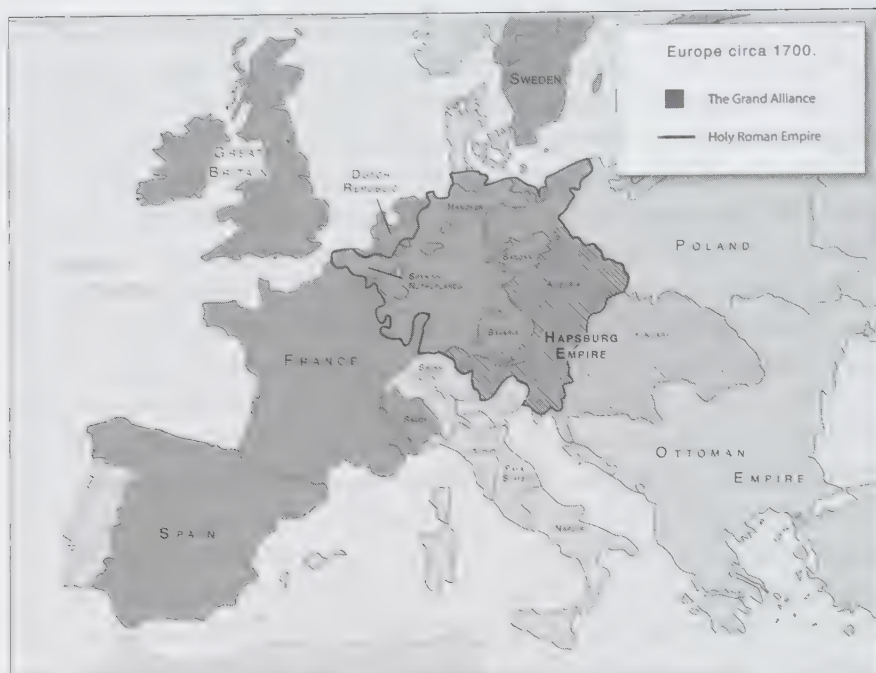 Europe circa 1700.
The Grand Alliance
Holy Roman Empire
SWEDEN
GREAT
BRITAIN
DUTCH
REPUBLIC
HANOVER
SAXONY
POLAND
SPANISH
NETHERLANDS
AUSTRIA
BAVARIA
HAPSBURG
EMPIRE
FRANCE
SWISS
SAVOY
OTTOMAN
EMPIRE
SPAIN
NAPLES